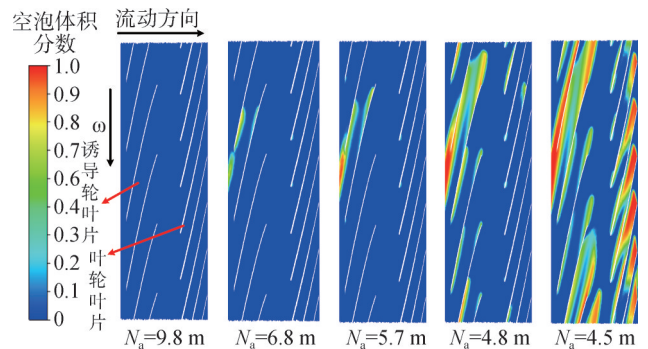 空泡体积
分数
流动方向
1.0
0.9
0.8
0.7
0.6
0.5
0.4
0.3
0.2
0.1
0
ω
诱导轮叶片
叶轮叶片
Nₐ=9.8 m
Nₐ=6.8 m
Nₐ=5.7 m
Nₐ=4.8 m
Nₐ=4.5 m